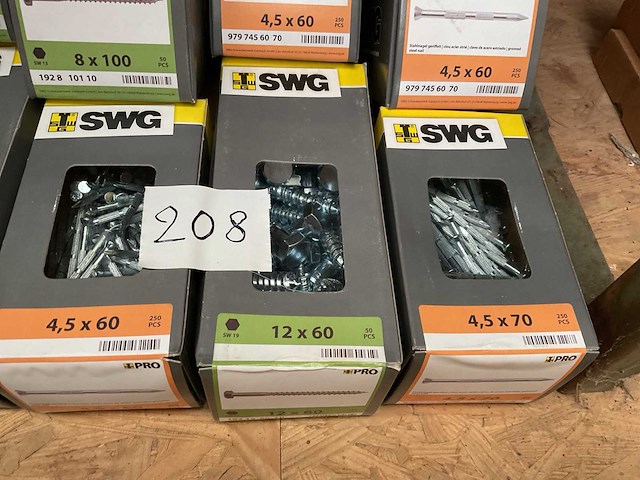 8 x 100
50 PCS
SW 13
192 8 101 10
4,5 x 60
250 PCS
979 745 60 70
4,5 x 60
250 PCS
979 745 60 70
SWG
SWG
SWG
208
4,5 x 60
250 PCS
PRO
SW 19
12 x 60
50 PCS
PRO
12 x 60
4,5 x 70
250 PCS
PRO